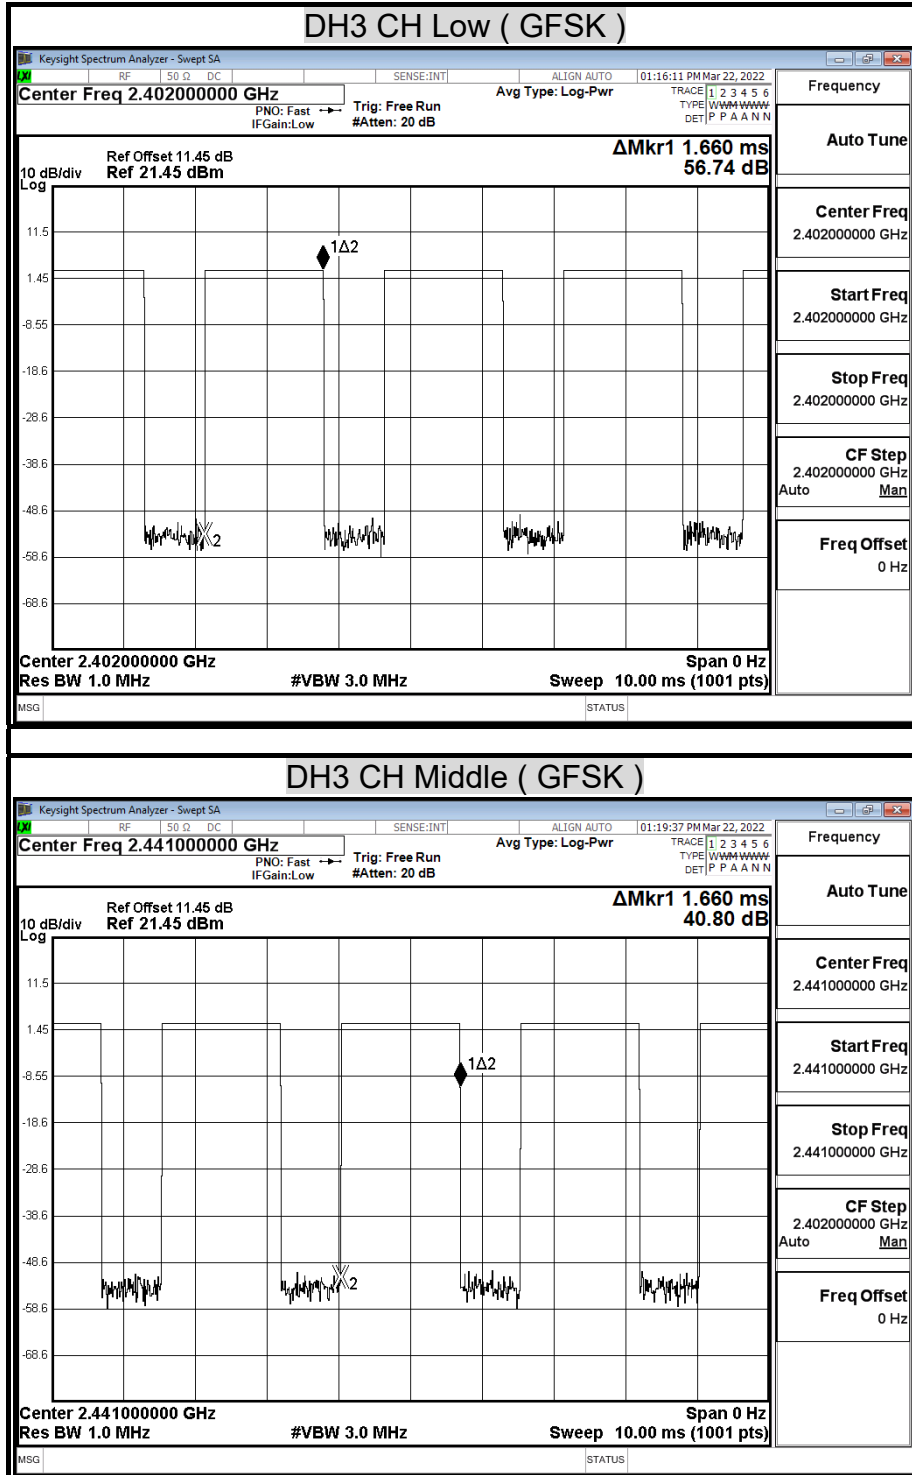 DH3 CH Low ( GFSK )
Keysight Spectrum Analyzer - Swept SA
LXI RF 50 Ω DC SENSE:INT ALIGN AUTO 01:16:11 PM Mar 22, 2022
Center Freq 2.402000000 GHz
PNO: Fast
IFGain:Low
Trig: Free Run
#Atten: 20 dB
Avg Type: Log-Pwr
TRACE 1 2 3 4 5 6
TYPE WWWWWW
DET P P A A N N
Frequency
Auto Tune
Center Freq
2.402000000 GHz
Start Freq
2.402000000 GHz
Stop Freq
2.402000000 GHz
CF Step
2.402000000 GHz
Auto Man
Freq Offset
0 Hz
ΔMkr1 1.660 ms
56.74 dB
Ref Offset 11.45 dB
10 dB/div Ref 21.45 dBm
Log
11.5
1.45
-8.55
-18.6
-28.6
-38.6
-48.6
-58.6
-68.6
1Δ2
2
Center 2.402000000 GHz Span 0 Hz
Res BW 1.0 MHz #VBW 3.0 MHz Sweep 10.00 ms (1001 pts)
MSG STATUS
DH3 CH Middle ( GFSK )
Keysight Spectrum Analyzer - Swept SA
LXI RF 50 Ω DC SENSE:INT ALIGN AUTO 01:19:37 PM Mar 22, 2022
Center Freq 2.441000000 GHz
PNO: Fast
IFGain:Low
Trig: Free Run
#Atten: 20 dB
Avg Type: Log-Pwr
TRACE 1 2 3 4 5 6
TYPE WWWWWW
DET P P A A N N
Frequency
Auto Tune
Center Freq
2.441000000 GHz
Start Freq
2.441000000 GHz
Stop Freq
2.441000000 GHz
CF Step
2.402000000 GHz
Auto Man
Freq Offset
0 Hz
ΔMkr1 1.660 ms
40.80 dB
Ref Offset 11.45 dB
10 dB/div Ref 21.45 dBm
Log
11.5
1.45
-8.55
-18.6
-28.6
-38.6
-48.6
-58.6
-68.6
1Δ2
2
Center 2.441000000 GHz Span 0 Hz
Res BW 1.0 MHz #VBW 3.0 MHz Sweep 10.00 ms (1001 pts)
MSG STATUS